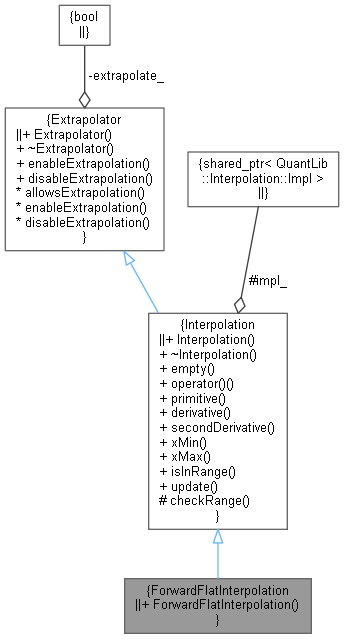 {bool
||}
-extrapolate_
{Extrapolator
||+ Extrapolator()
+ ~Extrapolator()
+ enableExtrapolation()
+ disableExtrapolation()
* allowsExtrapolation()
* enableExtrapolation()
* disableExtrapolation()
}
{shared_ptr< QuantLib
::Interpolation::Impl >
||}
#impl_
{Interpolation
||+ Interpolation()
+ ~Interpolation()
+ empty()
+ operator()()
+ primitive()
+ derivative()
+ secondDerivative()
+ xMin()
+ xMax()
+ isInRange()
+ update()
# checkRange()
}
{ForwardFlatInterpolation
||+ ForwardFlatInterpolation()
}